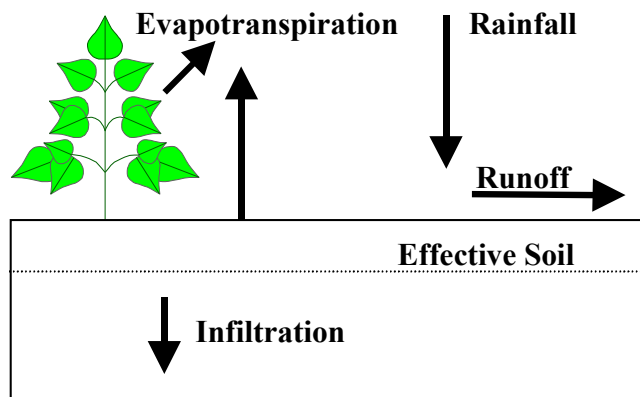 Evapotranspiration
Rainfall
Runoff
Effective Soil
Infiltration